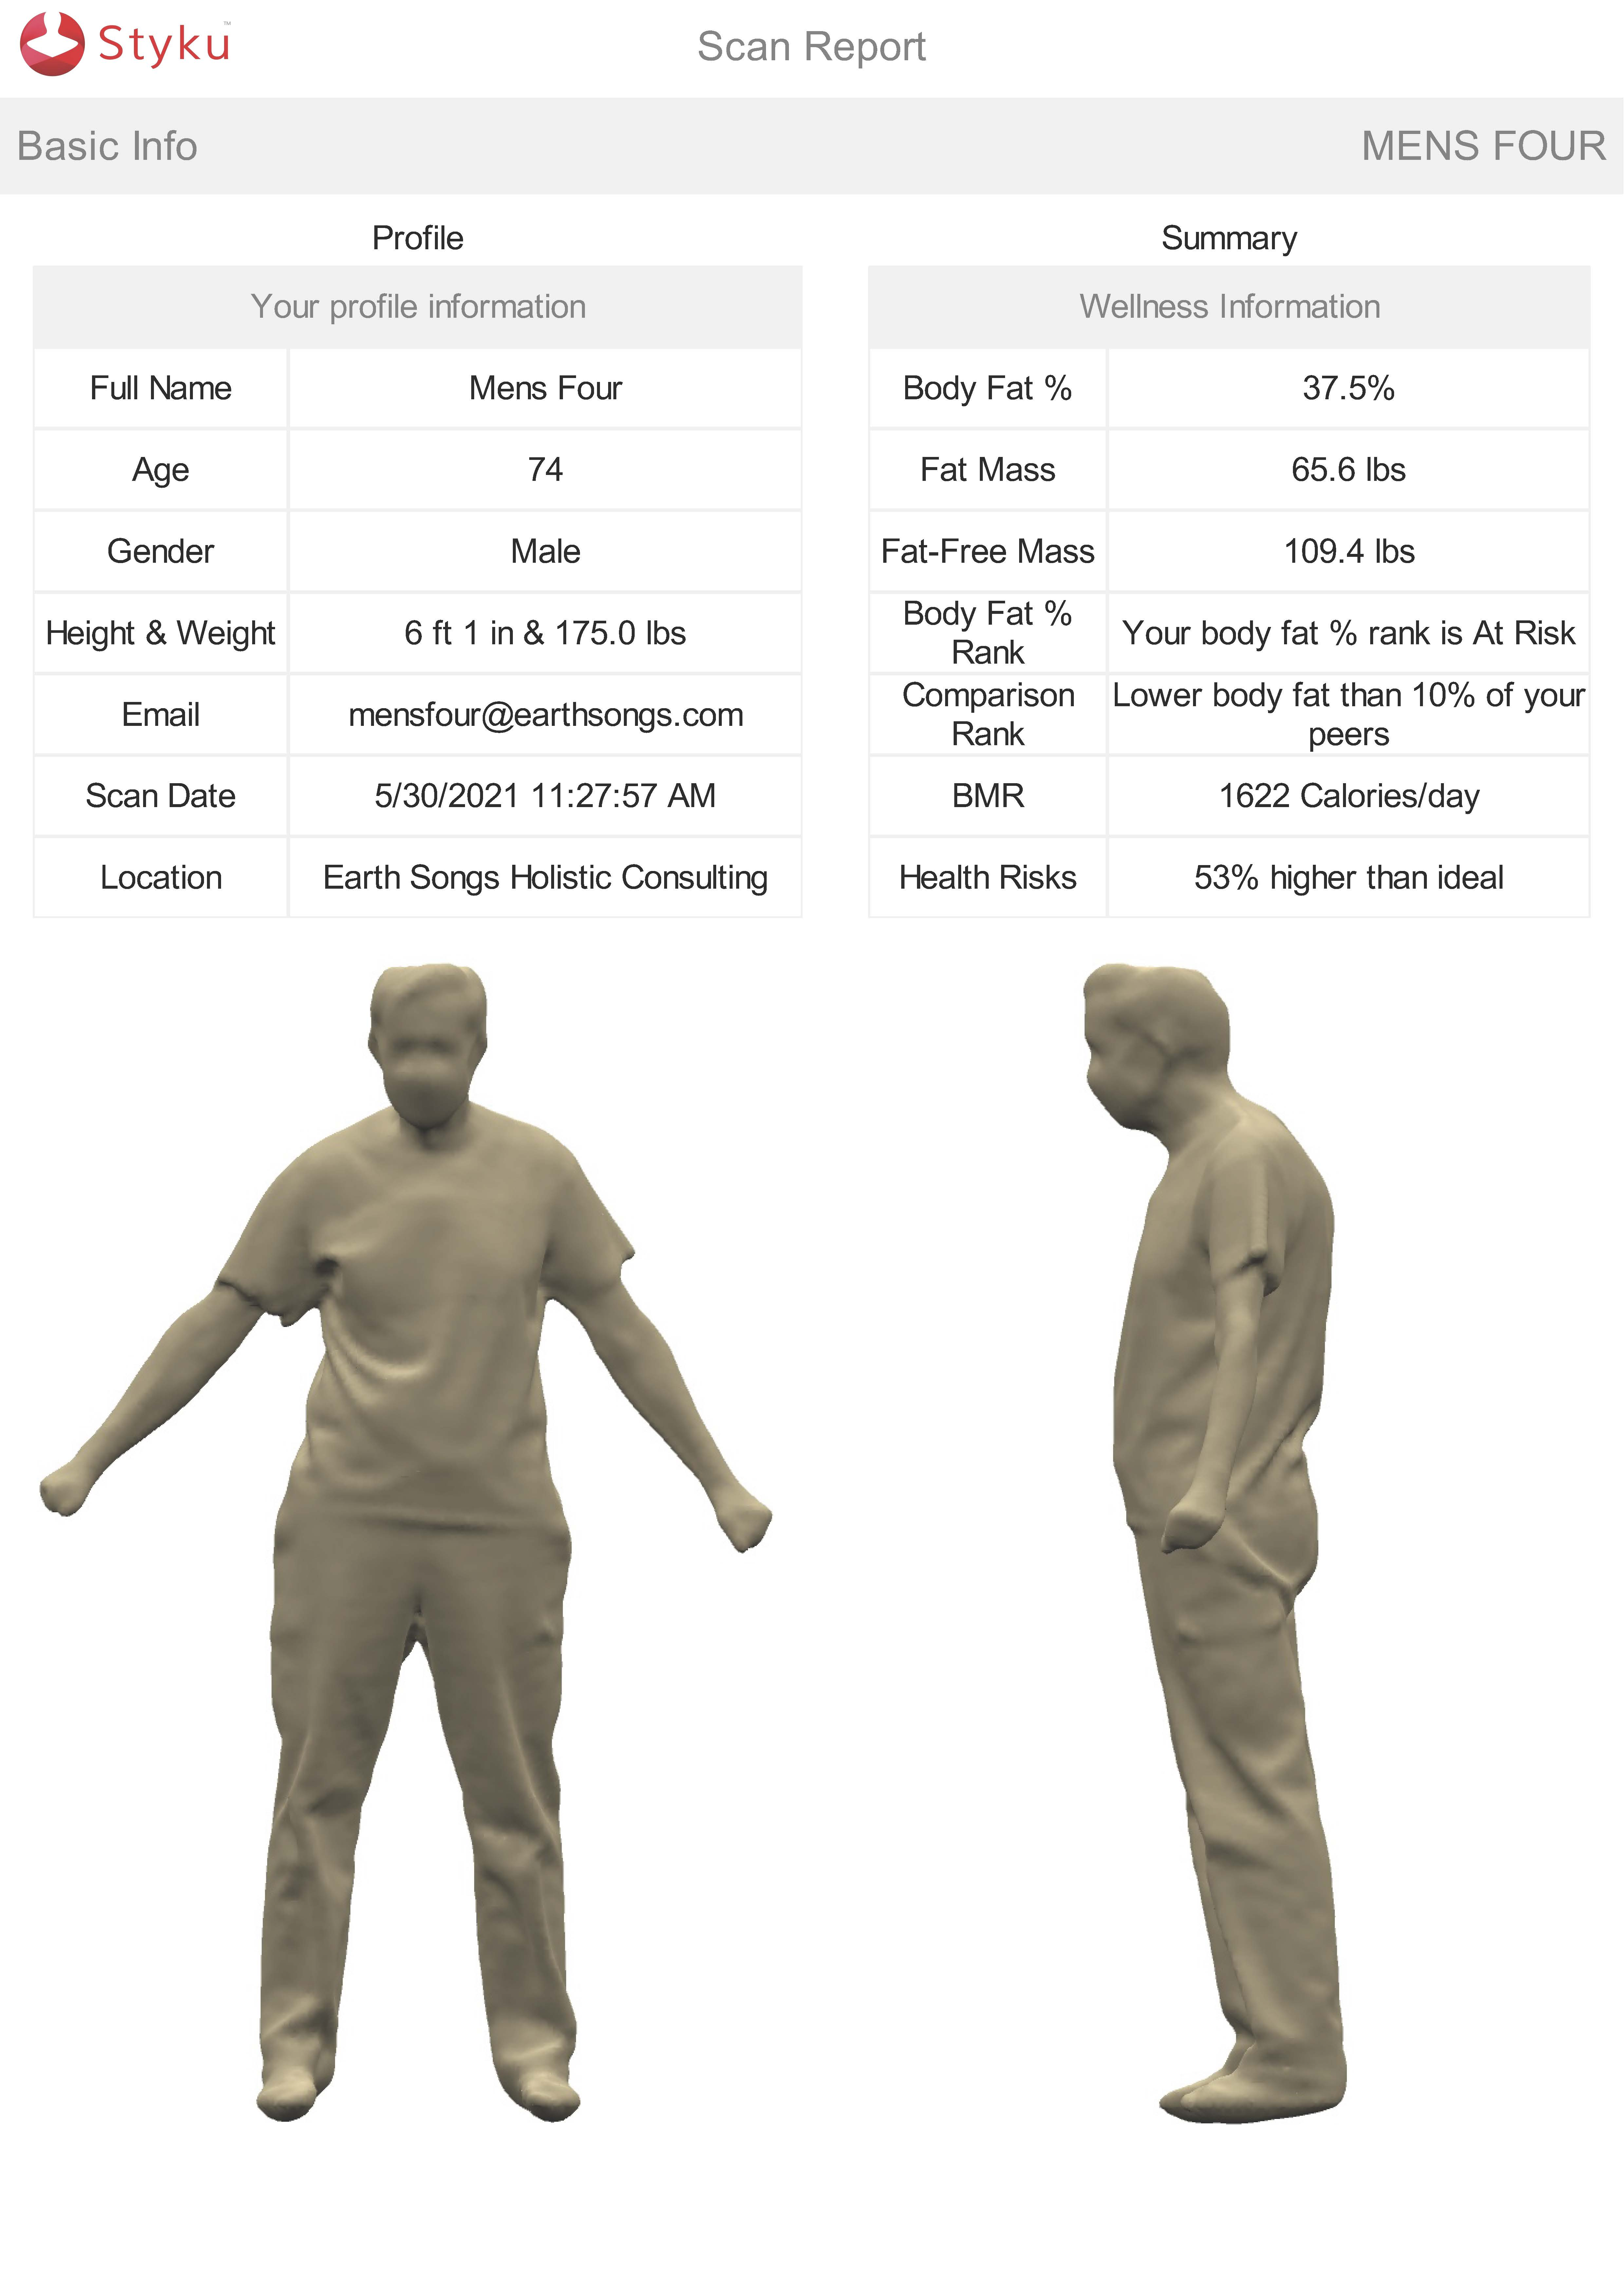 Styku™
Scan Report
Basic Info
MENS FOUR
Profile
Your profile information
Full Name
Mens Four
Age
74
Gender
Male
Height & Weight
6 ft 1 in & 175.0 lbs
Email
mensfour@earthsongs.com
Scan Date
5/30/2021 11:27:57 AM
Location
Earth Songs Holistic Consulting
Summary
Wellness Information
Body Fat %
37.5%
Fat Mass
65.6 lbs
Fat-Free Mass
109.4 lbs
Body Fat %
Rank
Your body fat % rank is At Risk
Comparison
Rank
Lower body fat than 10% of your
peers
BMR
1622 Calories/day
Health Risks
53% higher than ideal